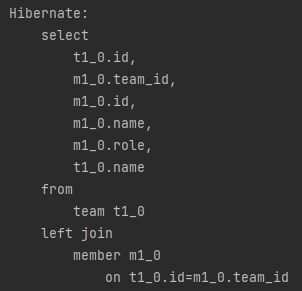 Hibernate:
    select
        t1_0.id,
        m1_0.team_id,
        m1_0.id,
        m1_0.name,
        m1_0.role,
        t1_0.name
    from
        team t1_0
    left join
        member m1_0
            on t1_0.id=m1_0.team_id